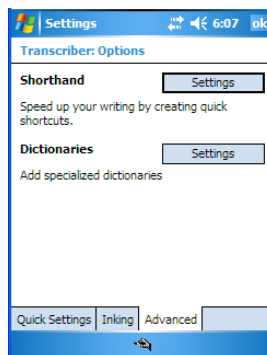 Settings 6:07 ok
Transcriber: Options
Shorthand Settings
Speed up your writing by creating quick
shortcuts.
Dictionaries Settings
Add specialized dictionaries
Quick Settings Inking Advanced